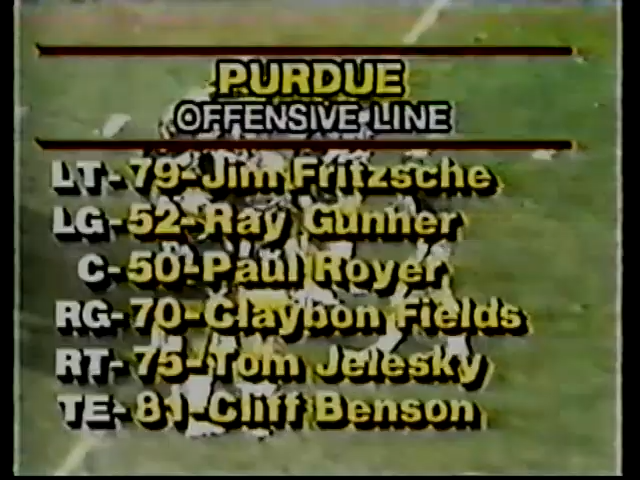 PURDUE
OFFENSIVE LINE
LT-79-Jim Fritzsche
LG-52-Ray Gunner
C-50-Paul Royer
RG-70-Claybon Fields
RT-75-Tom Jelesky
TE-81-Cliff Benson